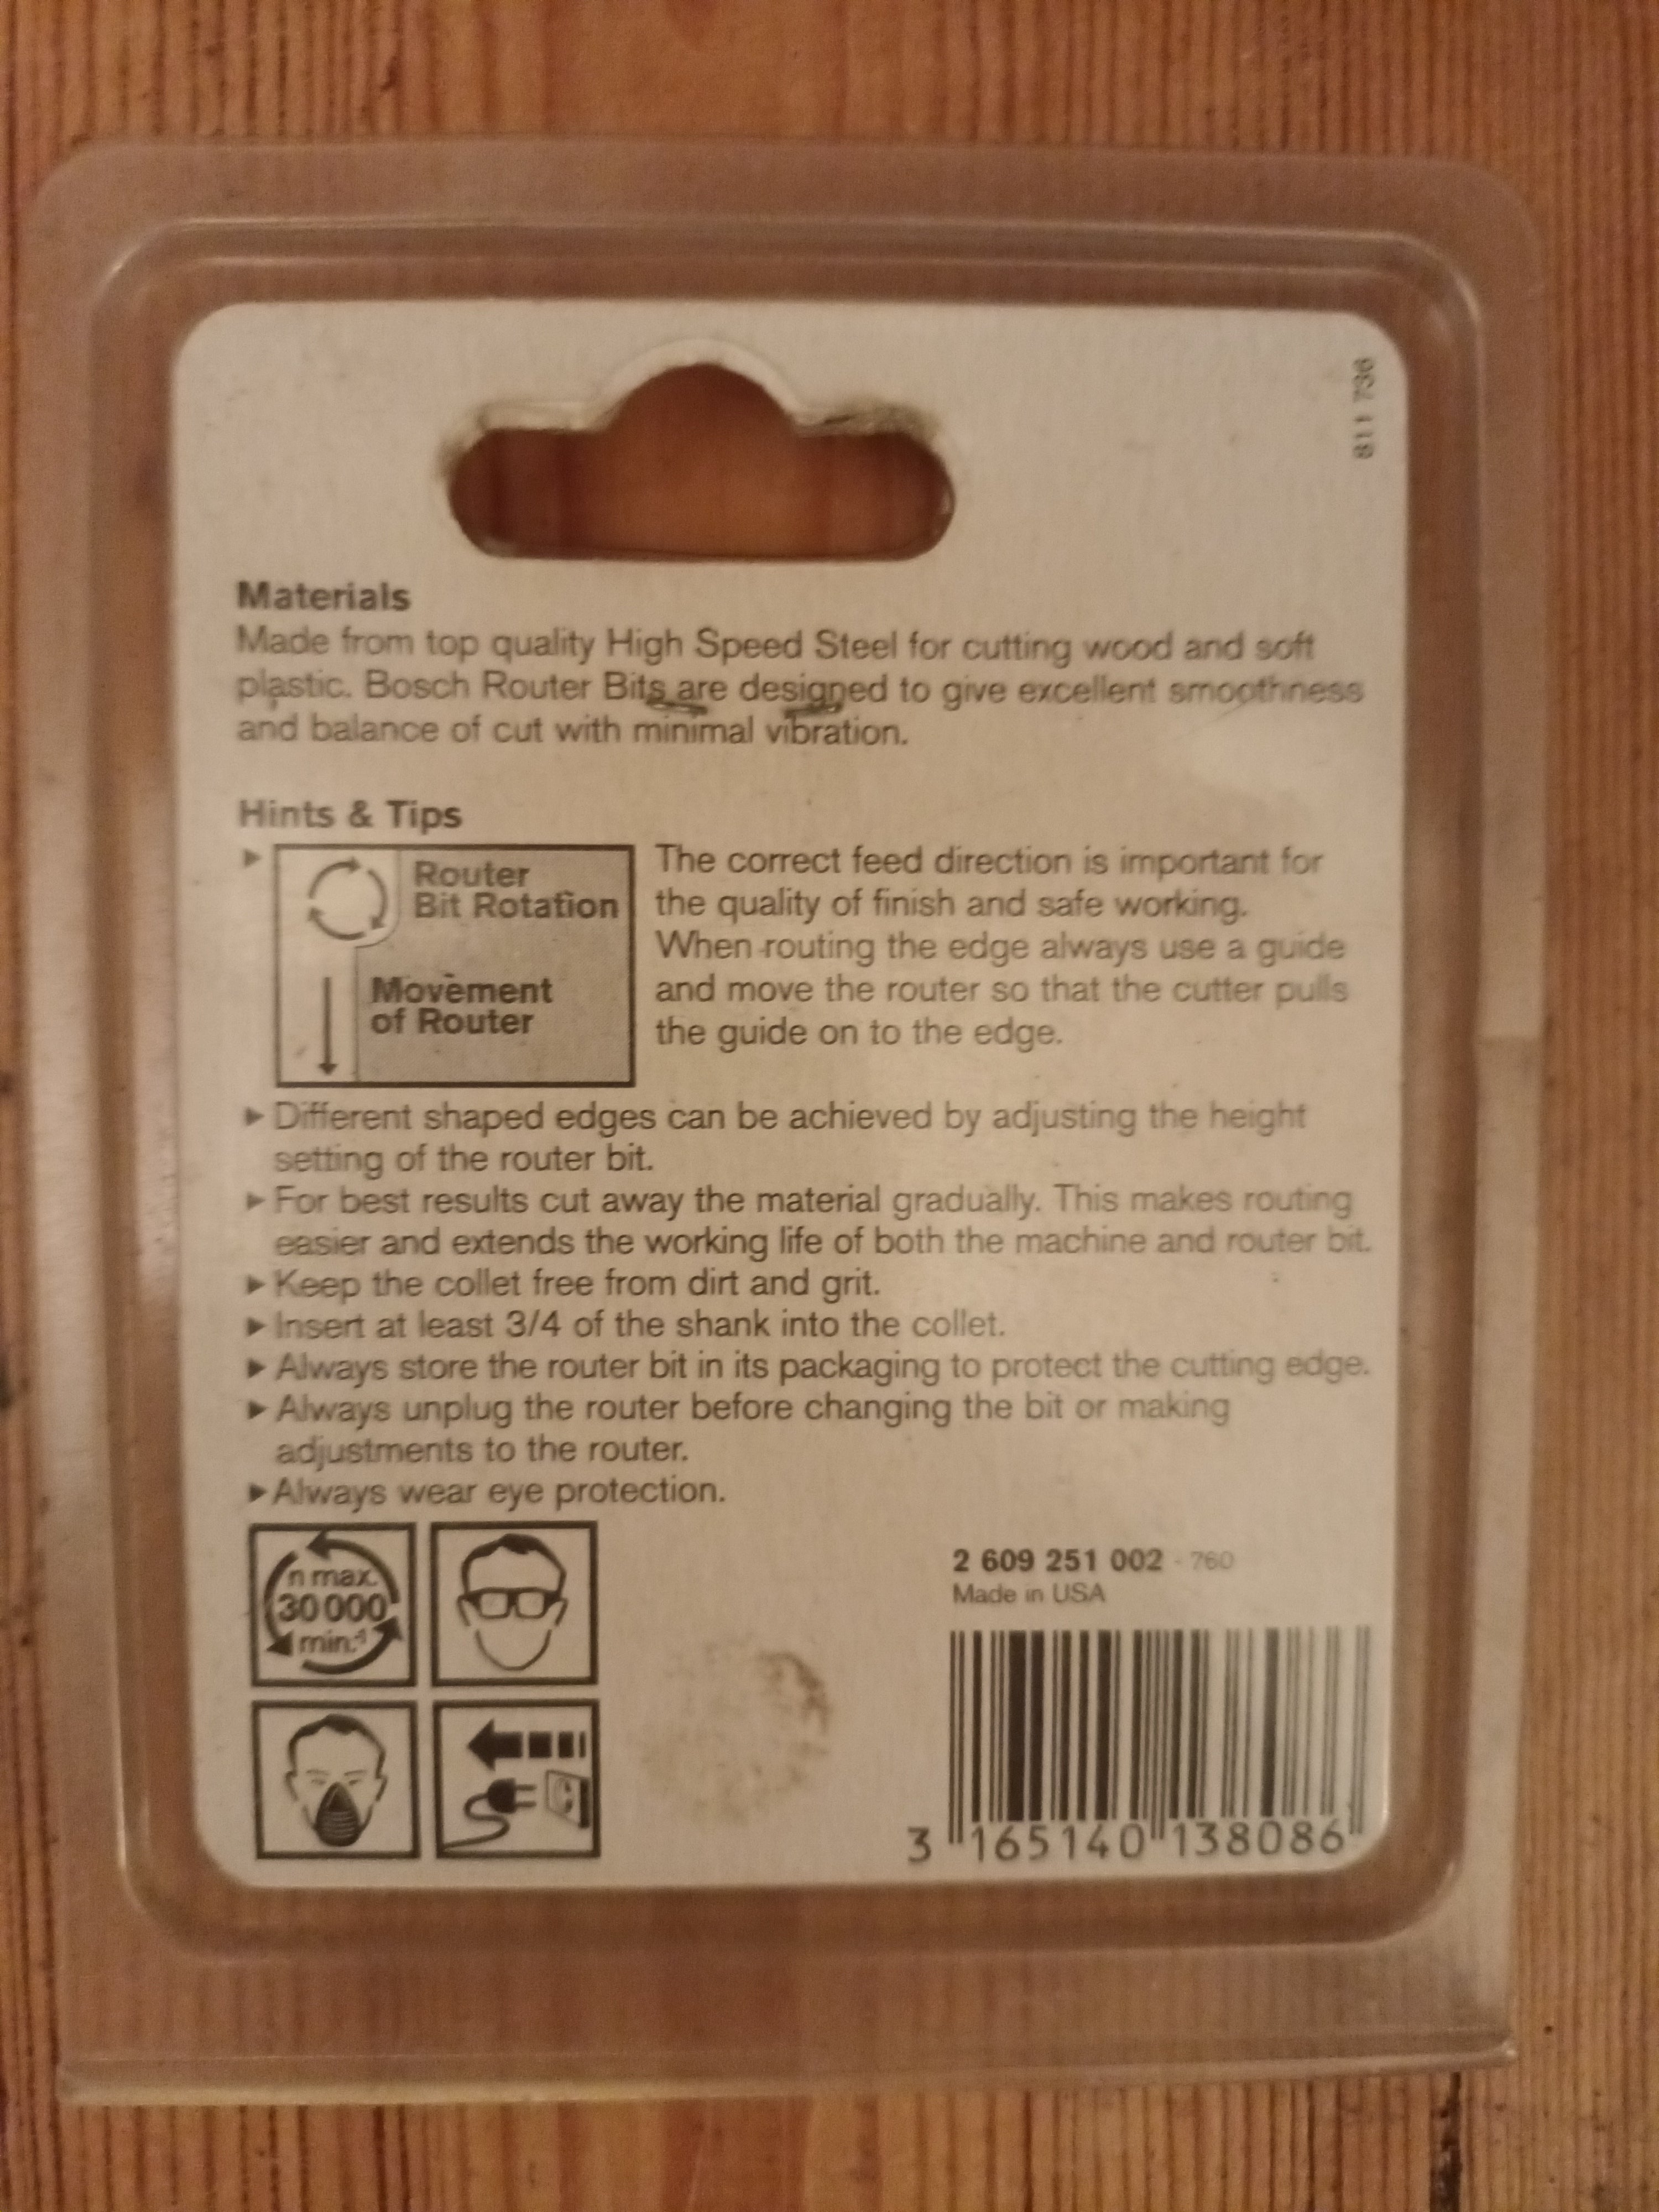 811 736
Materials
Made from top quality High Speed Steel for cutting wood and soft
plastic. Bosch Router Bits are designed to give excellent smoothness
and balance of cut with minimal vibration.
Hints & Tips
► Router
Bit Rotation
Movement
of Router
The correct feed direction is important for
the quality of finish and safe working.
When routing the edge always use a guide
and move the router so that the cutter pulls
the guide on to the edge.
► Different shaped edges can be achieved by adjusting the height
setting of the router bit.
► For best results cut away the material gradually. This makes routing
easier and extends the working life of both the machine and router bit.
► Keep the collet free from dirt and grit.
► Insert at least 3/4 of the shank into the collet.
► Always store the router bit in its packaging to protect the cutting edge.
► Always unplug the router before changing the bit or making
adjustments to the router.
► Always wear eye protection.
n max.
30 000
min.⁻¹
2 609 251 002 - 760
Made in USA
3 165140 138086